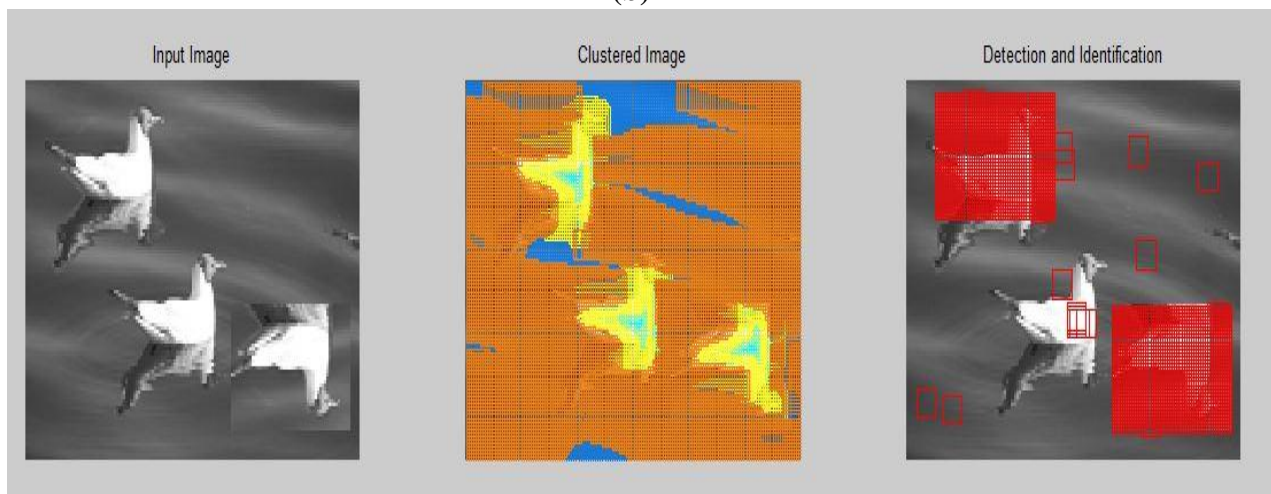 (b)
Input Image
Clustered Image
Detection and Identification